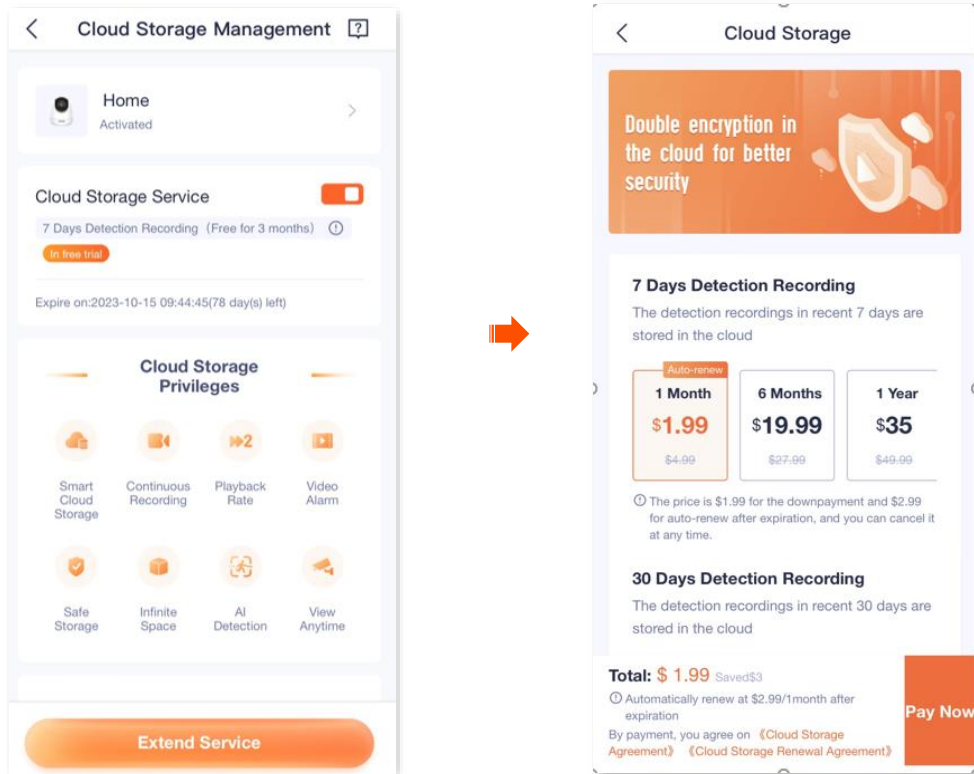 Cloud Storage Management
Home
Activated
Cloud Storage Service
7 Days Detection Recording（Free for 3 months）
In free trial
Expire on:2023-10-15 09:44:45(78 day(s) left)
Cloud Storage
Privileges
Smart
Cloud
Storage
Continuous
Recording
Playback
Rate
Video
Alarm
Safe
Storage
Infinite
Space
AI
Detection
View
Anytime
Extend Service
Cloud Storage
Double encryption in
the cloud for better
security
7 Days Detection Recording
The detection recordings in recent 7 days are
stored in the cloud
Auto-renew
1 Month
$1.99
$4.99
6 Months
$19.99
$27.99
1 Year
$35
$49.99
The price is $1.99 for the downpayment and $2.99
for auto-renew after expiration, and you can cancel it
at any time.
30 Days Detection Recording
The detection recordings in recent 30 days are
stored in the cloud
Total: $ 1.99 Saved$3
Automatically renew at $2.99/1month after
expiration
By payment, you agree on 《Cloud Storage
Agreement》 《Cloud Storage Renewal Agreement》
Pay Now